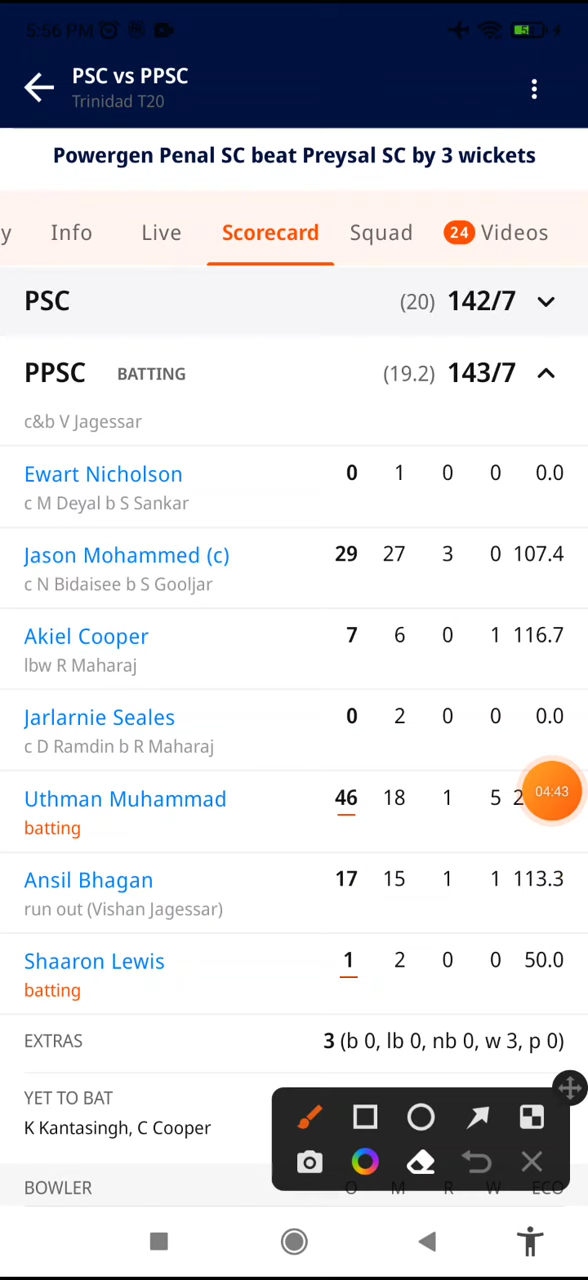 5:56 PM
PSC vs PPSC
Trinidad T20
Powergen Penal SC beat Preysal SC by 3 wickets
y Info Live Scorecard Squad 24 Videos
PSC (20) 142/7
PPSC BATTING (19.2) 143/7
c&b V Jagessar
Ewart Nicholson 0 1 0 0 0.0
c M Deyal b S Sankar
Jason Mohammed (c) 29 27 3 0 107.4
c N Bidaisee b S Gooljar
Akiel Cooper 7 6 0 1 116.7
lbw R Maharaj
Jarlarnie Seales 0 2 0 0 0.0
c D Ramdin b R Maharaj
Uthman Muhammad 46 18 1 5 2
04:43
batting
Ansil Bhagan 17 15 1 1 113.3
run out (Vishan Jagessar)
Shaaron Lewis 1 2 0 0 50.0
batting
EXTRAS 3 (b 0, lb 0, nb 0, w 3, p 0)
YET TO BAT
K Kantasingh, C Cooper
BOWLER O M R W ECO